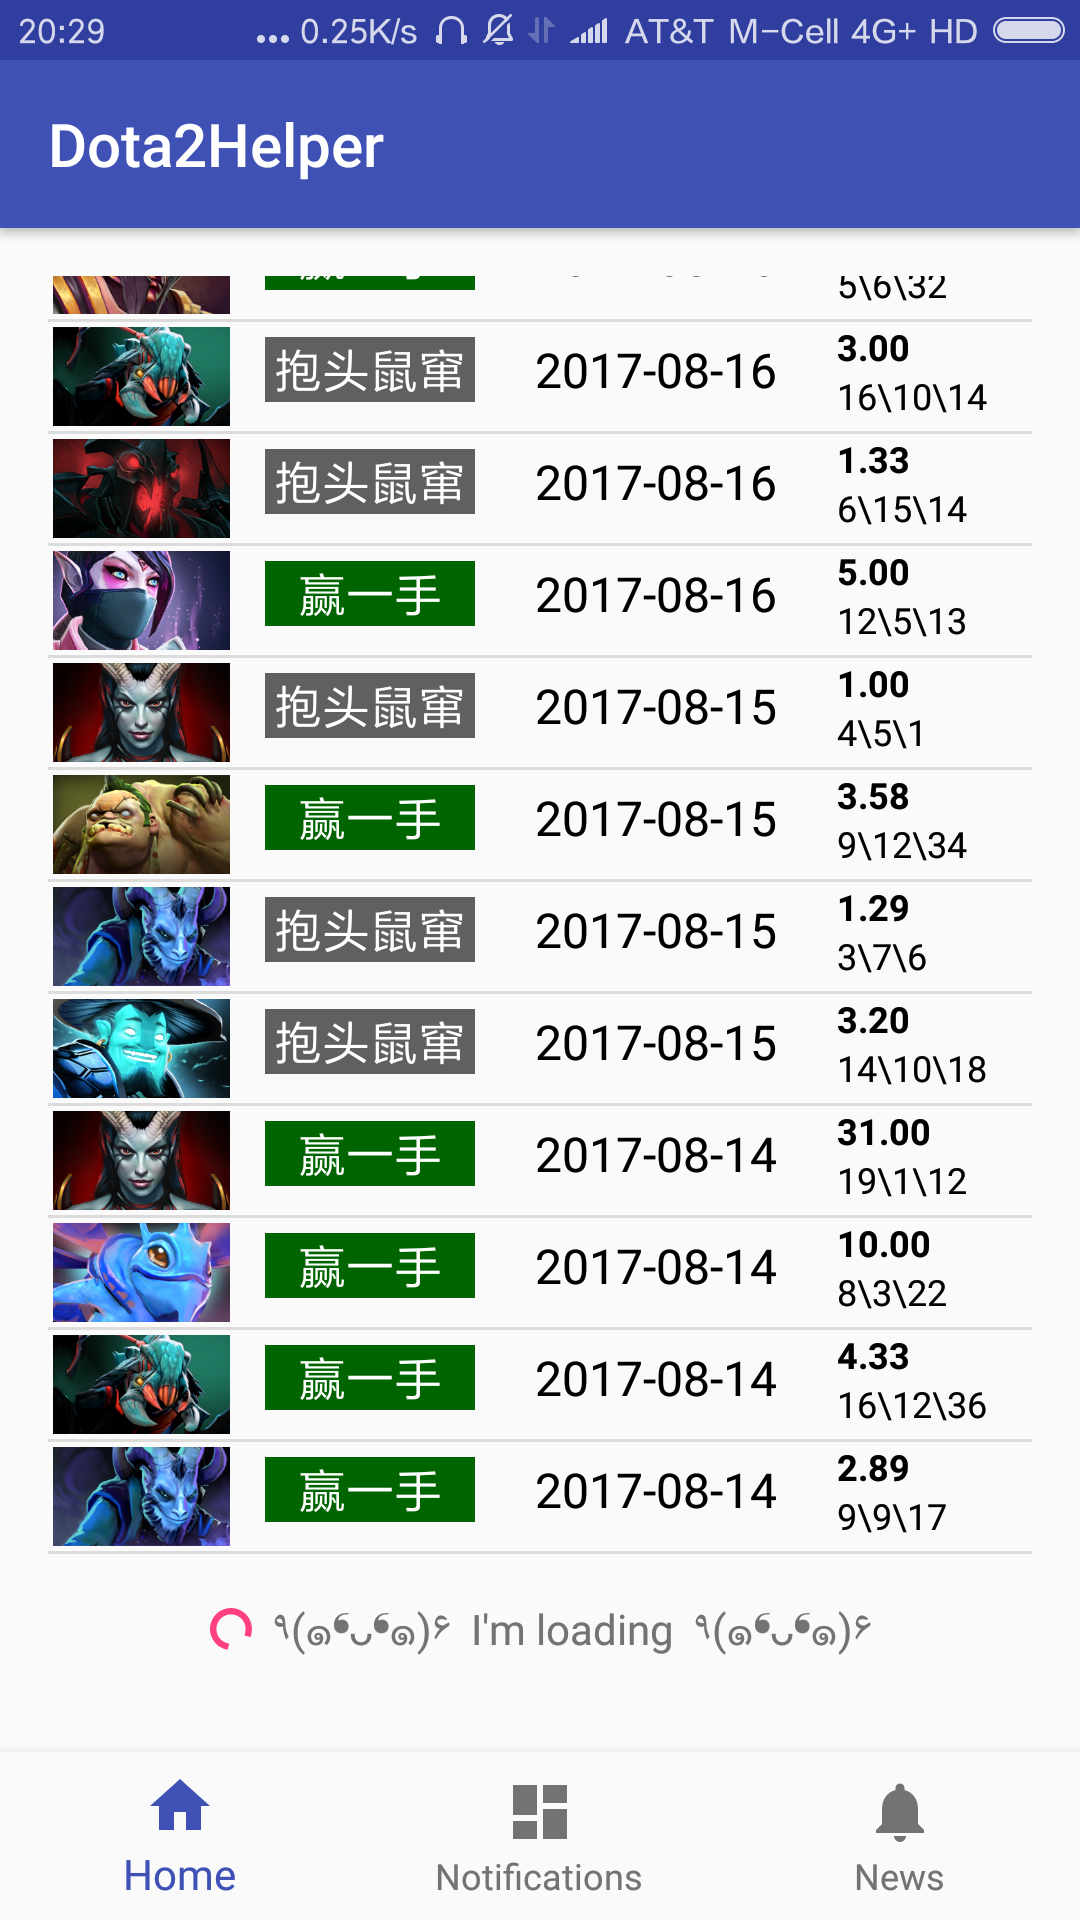 20:29 ... 0.25K/s AT&T M-Cell 4G+ HD
Dota2Helper
5\6\32
抱头鼠窜 2017-08-16 3.00
16\10\14
抱头鼠窜 2017-08-16 1.33
6\15\14
赢一手 2017-08-16 5.00
12\5\13
抱头鼠窜 2017-08-15 1.00
4\5\1
赢一手 2017-08-15 3.58
9\12\34
抱头鼠窜 2017-08-15 1.29
3\7\6
抱头鼠窜 2017-08-15 3.20
14\10\18
赢一手 2017-08-14 31.00
19\1\12
赢一手 2017-08-14 10.00
8\3\22
赢一手 2017-08-14 4.33
16\12\36
赢一手 2017-08-14 2.89
9\9\17
٩(๑❛ᴗ❛๑)۶ I'm loading ٩(๑❛ᴗ❛๑)۶
Home Notifications News